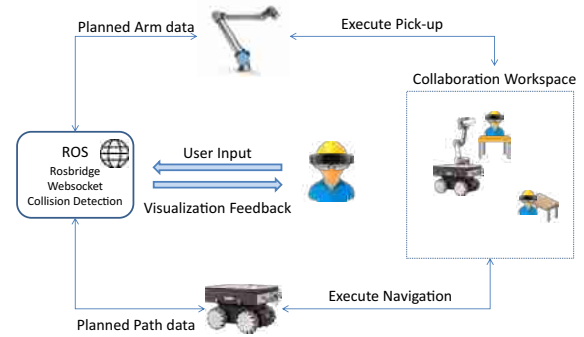 Planned Arm data
Execute Pick-up
Collaboration Workspace
ROS
Rosbridge
Websocket
Collision Detection
User Input
Visualization Feedback
Execute Navigation
Planned Path data